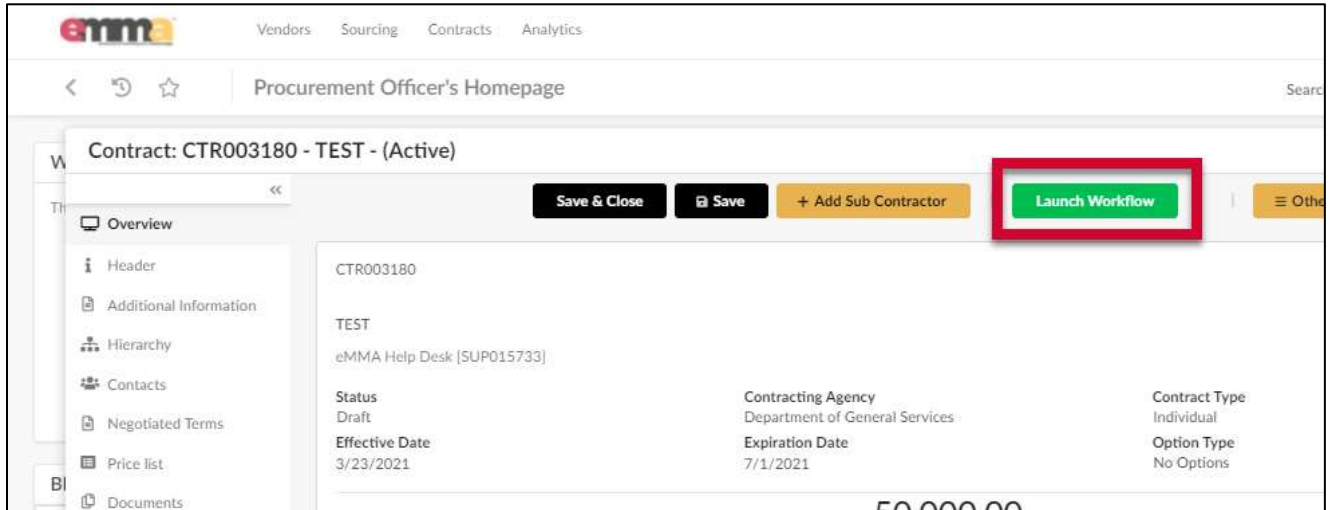 emma
Vendors Sourcing Contracts Analytics
Procurement Officer's Homepage
Contract: CTR003180 - TEST - (Active)
Save & Close Save + Add Sub Contractor Launch Workflow
Overview
Header
CTR003180
Additional Information
TEST
Hierarchy
eMMA Help Desk [SUP015733]
Contacts
Status Contracting Agency Contract Type
Draft Department of General Services Individual
Negotiated Terms
Effective Date Expiration Date Option Type
3/23/2021 7/1/2021 No Options
Price list
Documents
50,000.00